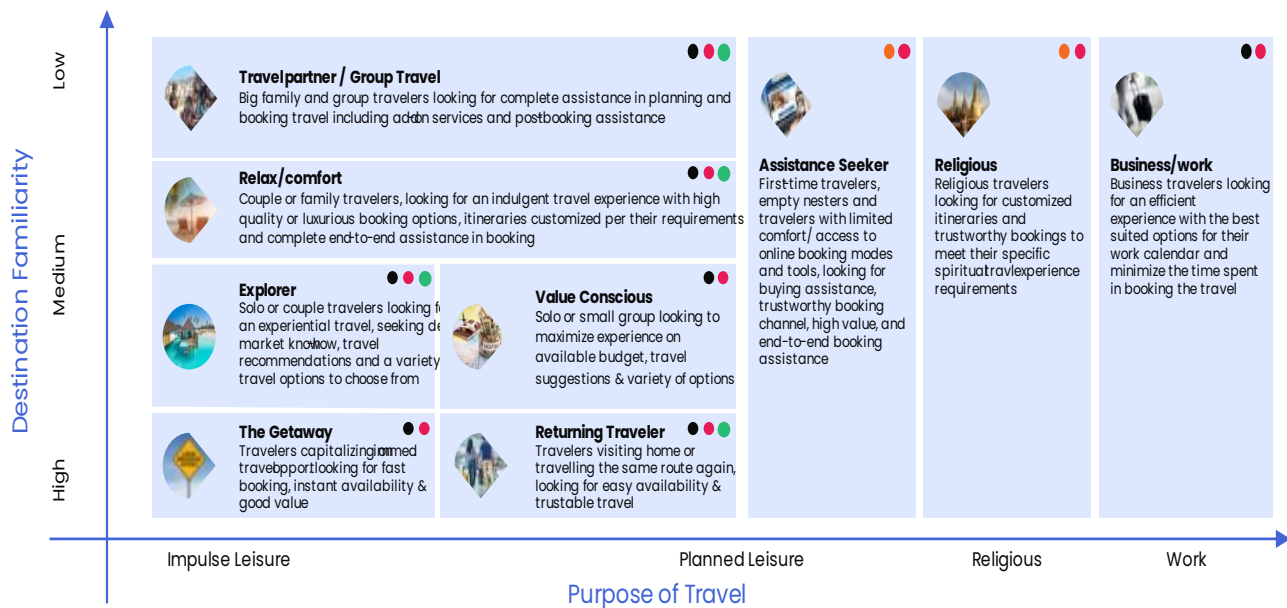 Low
Medium
High
Destination Familiarity
Travelpartner / Group Travel
Big family and group travelers looking for complete assistance in planning and
booking travel including add-on services and post-booking assistance
Relax/comfort
Couple or family travelers, looking for an indulgent travel experience with high
quality or luxurious booking options, itineraries customized per their requirements
and complete end-to-end assistance in booking
Explorer
Solo or couple travelers looking f
an experiential travel, seeking de
market know-how, travel
recommendations and a variety
travel options to choose from
Value Conscious
Solo or small group looking to
maximize experience on
available budget, travel
suggestions & variety of options
The Getaway
Travelers capitalizing
looking for fast
booking, instant availability &
good value
Returning Traveler
Travelers visiting home or
travelling the same route again,
looking for easy availability &
trustable travel
Assistance Seeker
First-time travelers,
empty nesters and
travelers with limited
comfort/ access to
online booking modes
and tools, looking for
buying assistance,
trustworthy booking
channel, high value, and
end-to-end booking
assistance
Religious
Religious travelers
looking for customized
itineraries and
trustworthy bookings to
meet their specific
spiritual travlexperience
requirements
Business/work
Business travelers looking
for an efficient
experience with the best
suited options for their
work calendar and
minimize the time spent
in booking the travel
Impulse Leisure
Planned Leisure
Religious
Work
Purpose of Travel